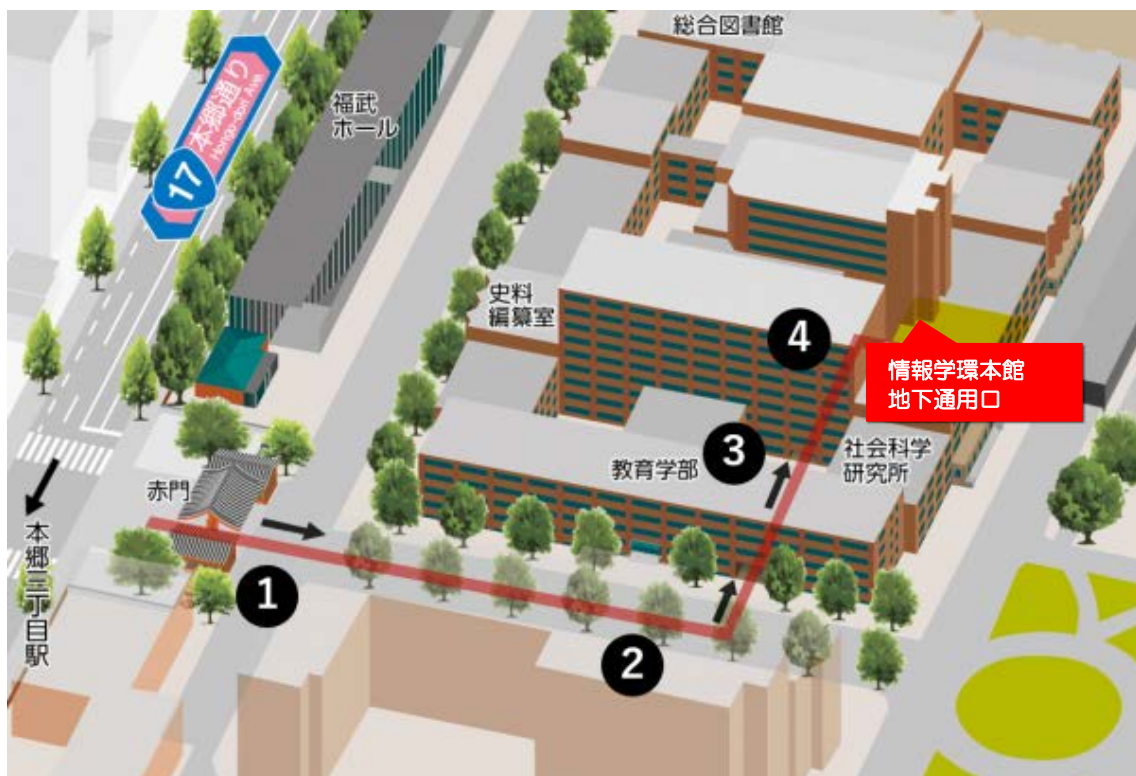 総合図書館
本郷通り
Hongo-dori Ave.
17
福武
ホール
史料
編纂室
4
情報学環本館
地下通用口
3
教育学部
社会科学
研究所
赤門
本郷三丁目駅
1
2